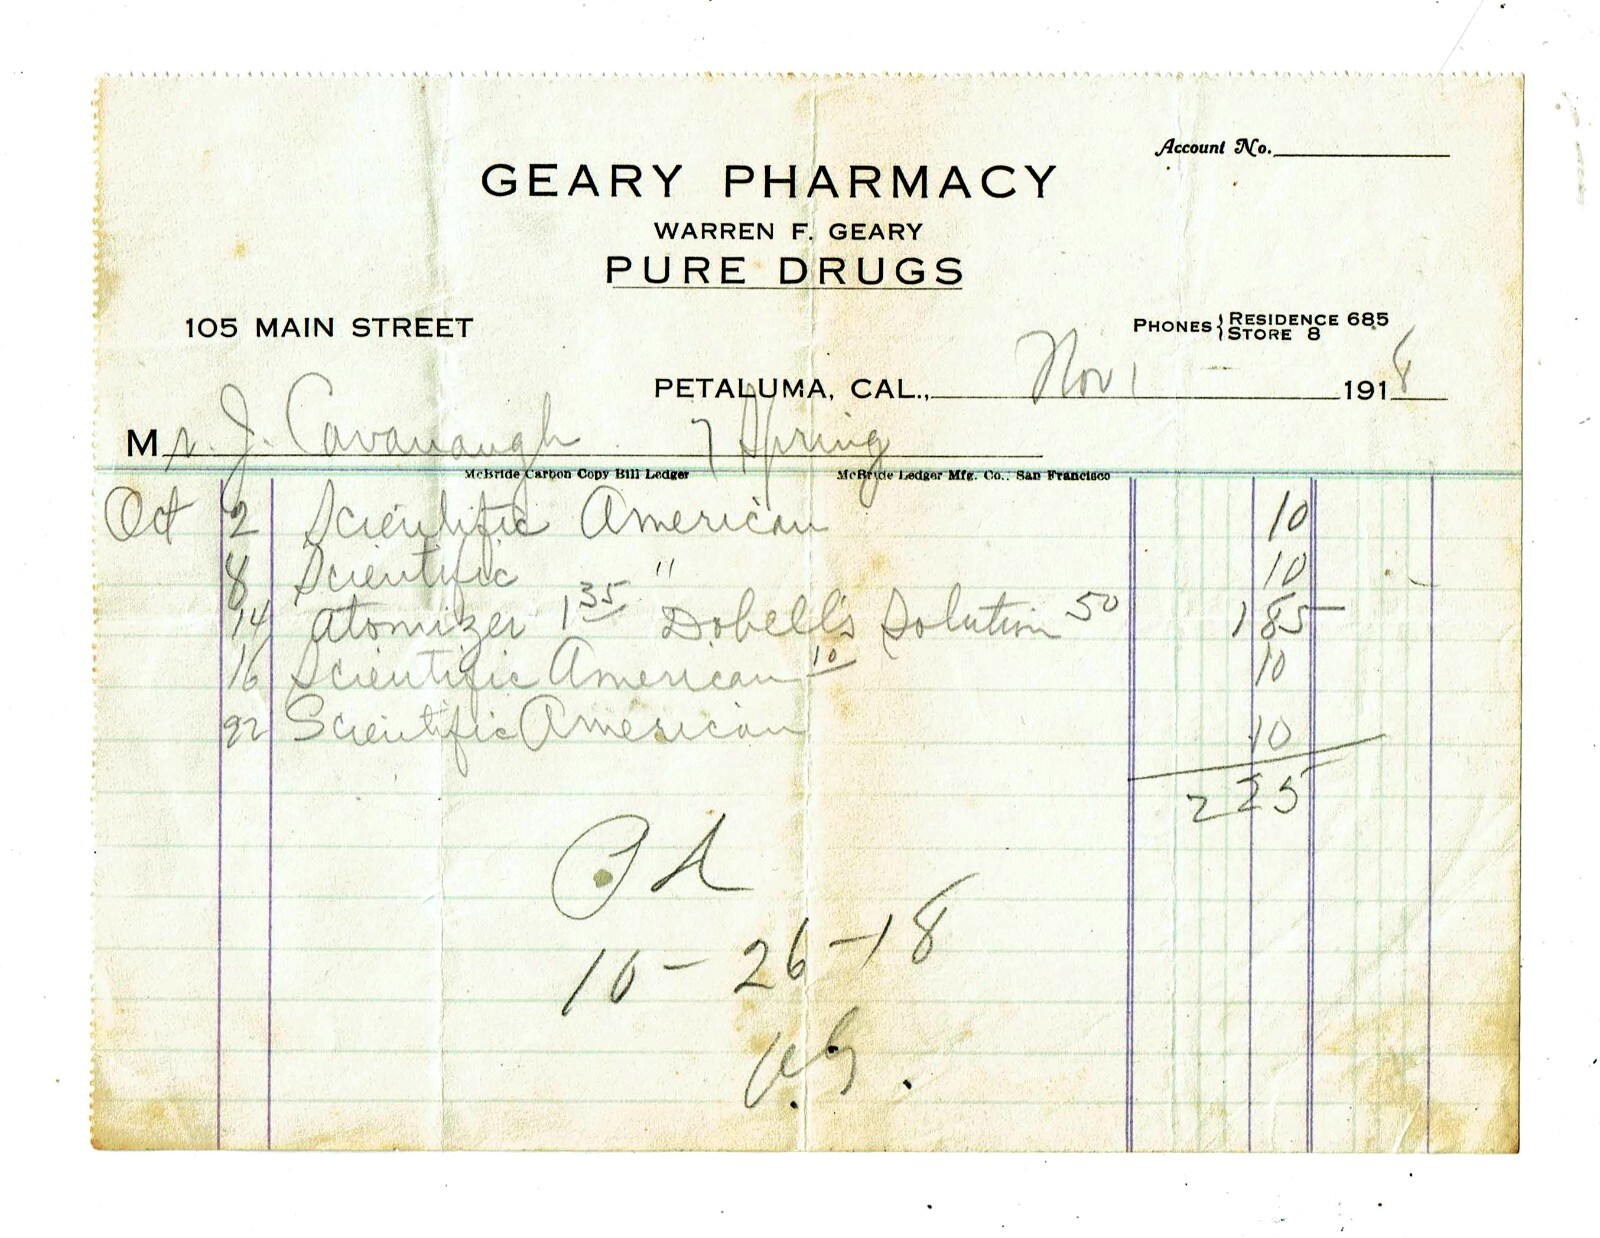 Account No.
GEARY PHARMACY
WARREN F. GEARY
PURE DRUGS
105 MAIN STREET
PHONES { RESIDENCE 685
STORE 8
PETALUMA, CAL., Nov 1 1918
Mr. J. Cavanaugh 7 Spring
McBride Carbon Copy Bill Ledger McBride Ledger Mfg. Co., San Francisco
Oct 2 Scientific American 10
8 Scientific " 10
14 Atomizer 1 35 Dobell's Solution 50 1 85
16 Scientific American 10 10
22 Scientific American 10
2 25
Pd
10-26-18